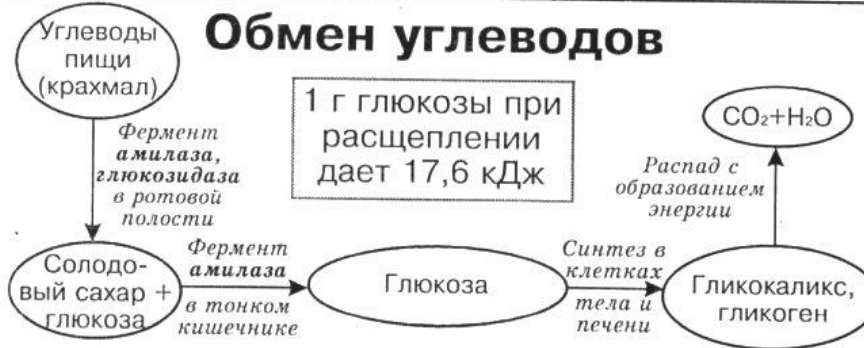 Обмен углеводов
Углеводы
пищи
(крахмал)
Фермент
амилаза,
глюкозидаза
в ротовой
полости
1 г глюкозы при
расщеплении
дает 17,6 кДж
CO₂+H₂O
Распад с
образованием
энергии
Солодо-
вый сахар +
глюкоза
Фермент
амилаза
в тонком
кишечнике
Глюкоза
Синтез в
клетках
тела и
печени
Гликокаликс,
гликоген